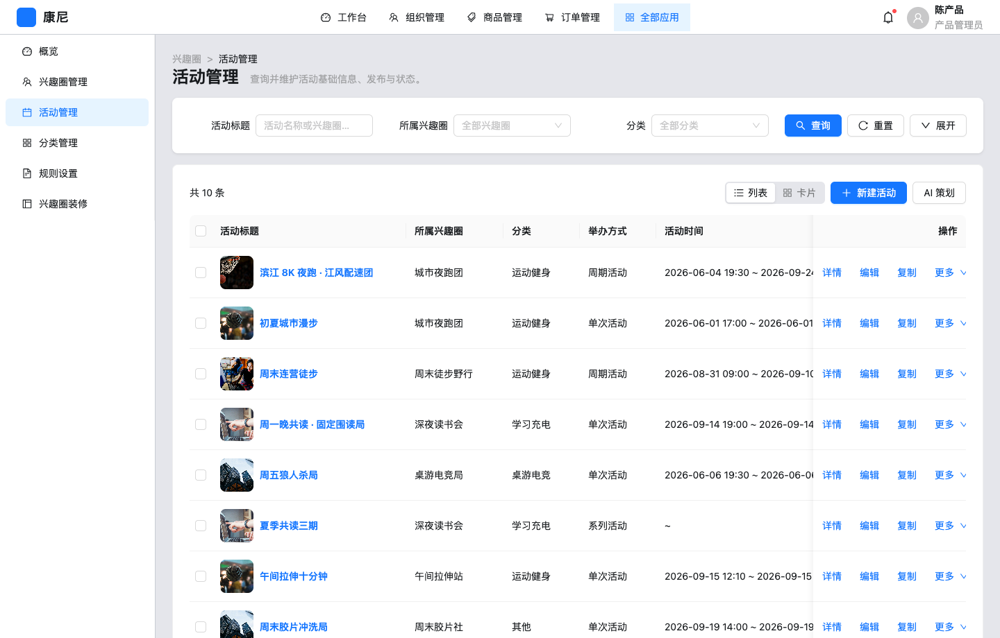 康尼
工作台
组织管理
商品管理
订单管理
全部应用
陈产品
产品管理员
概览
兴趣圈管理
活动管理
分类管理
规则设置
兴趣圈装修
兴趣圈 > 活动管理
活动管理 查询并维护活动基础信息、发布与状态。
活动标题 活动名称或兴趣圈... 所属兴趣圈 全部兴趣圈 分类 全部分类 查询 重置 展开
共 10 条 列表 卡片 新建活动 AI 策划
活动标题 所属兴趣圈 分类 举办方式 活动时间 操作
滨江 8K 夜跑 · 江风配速团 城市夜跑团 运动健身 周期活动 2026-06-04 19:30 ~ 2026-09-24 详情 编辑 复制 更多
初夏城市漫步 城市夜跑团 运动健身 单次活动 2026-06-01 17:00 ~ 2026-06-01 详情 编辑 复制 更多
周末连营徒步 周末徒步野行 运动健身 周期活动 2026-08-31 09:00 ~ 2026-09-10 详情 编辑 复制 更多
周一晚共读 · 固定围读局 深夜读书会 学习充电 单次活动 2026-09-14 19:00 ~ 2026-09-14 详情 编辑 复制 更多
周五狼人杀局 桌游电竞局 桌游电竞 单次活动 2026-06-06 19:30 ~ 2026-06-06 详情 编辑 复制 更多
夏季共读三期 深夜读书会 学习充电 系列活动 ~ 详情 编辑 复制 更多
午间拉伸十分钟 午间拉伸站 运动健身 单次活动 2026-09-15 12:10 ~ 2026-09-15 详情 编辑 复制 更多
周末胶片冲洗局 周末胶片社 其他 单次活动 2026-09-19 14:00 ~ 2026-09-19 详情 编辑 复制 更多